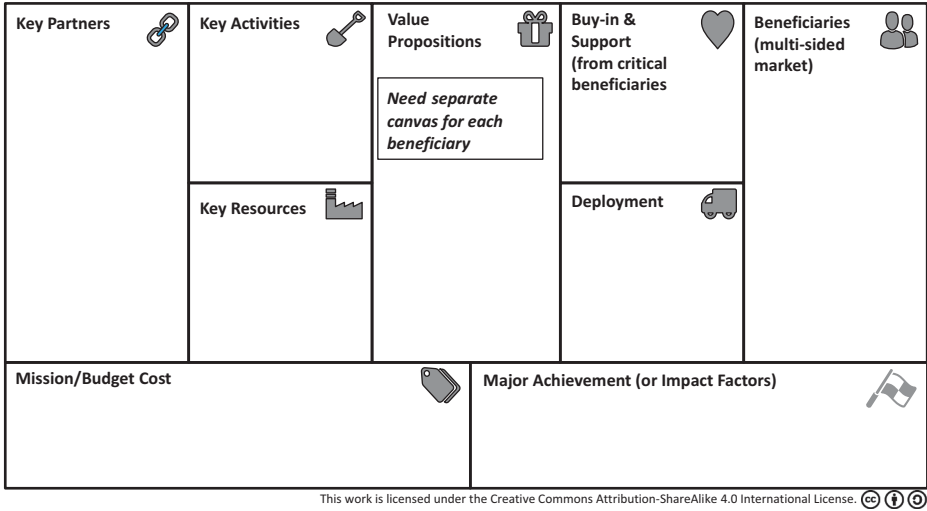 Key Partners
Key Activities
Value
Propositions
Need separate
canvas for each
beneficiary
Buy-in &
Support
(from critical
beneficiaries
Beneficiaries
(multi-sided
market)
Key Resources
Deployment
Mission/Budget Cost
Major Achievement (or Impact Factors)
This work is licensed under the Creative Commons Attribution-ShareAlike 4.0 International License.
cc